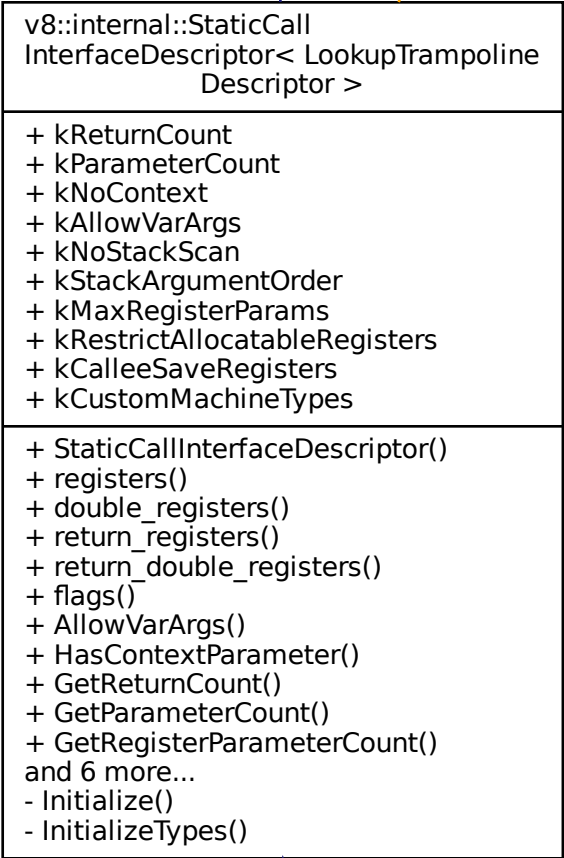 v8::internal::StaticCall
InterfaceDescriptor< LookupTrampoline
Descriptor >
+ kReturnCount
+ kParameterCount
+ kNoContext
+ kAllowVarArgs
+ kNoStackScan
+ kStackArgumentOrder
+ kMaxRegisterParams
+ kRestrictAllocatableRegisters
+ kCalleeSaveRegisters
+ kCustomMachineTypes
+ StaticCallInterfaceDescriptor()
+ registers()
+ double_registers()
+ return_registers()
+ return_double_registers()
+ flags()
+ AllowVarArgs()
+ HasContextParameter()
+ GetReturnCount()
+ GetParameterCount()
+ GetRegisterParameterCount()
and 6 more...
- Initialize()
- InitializeTypes()